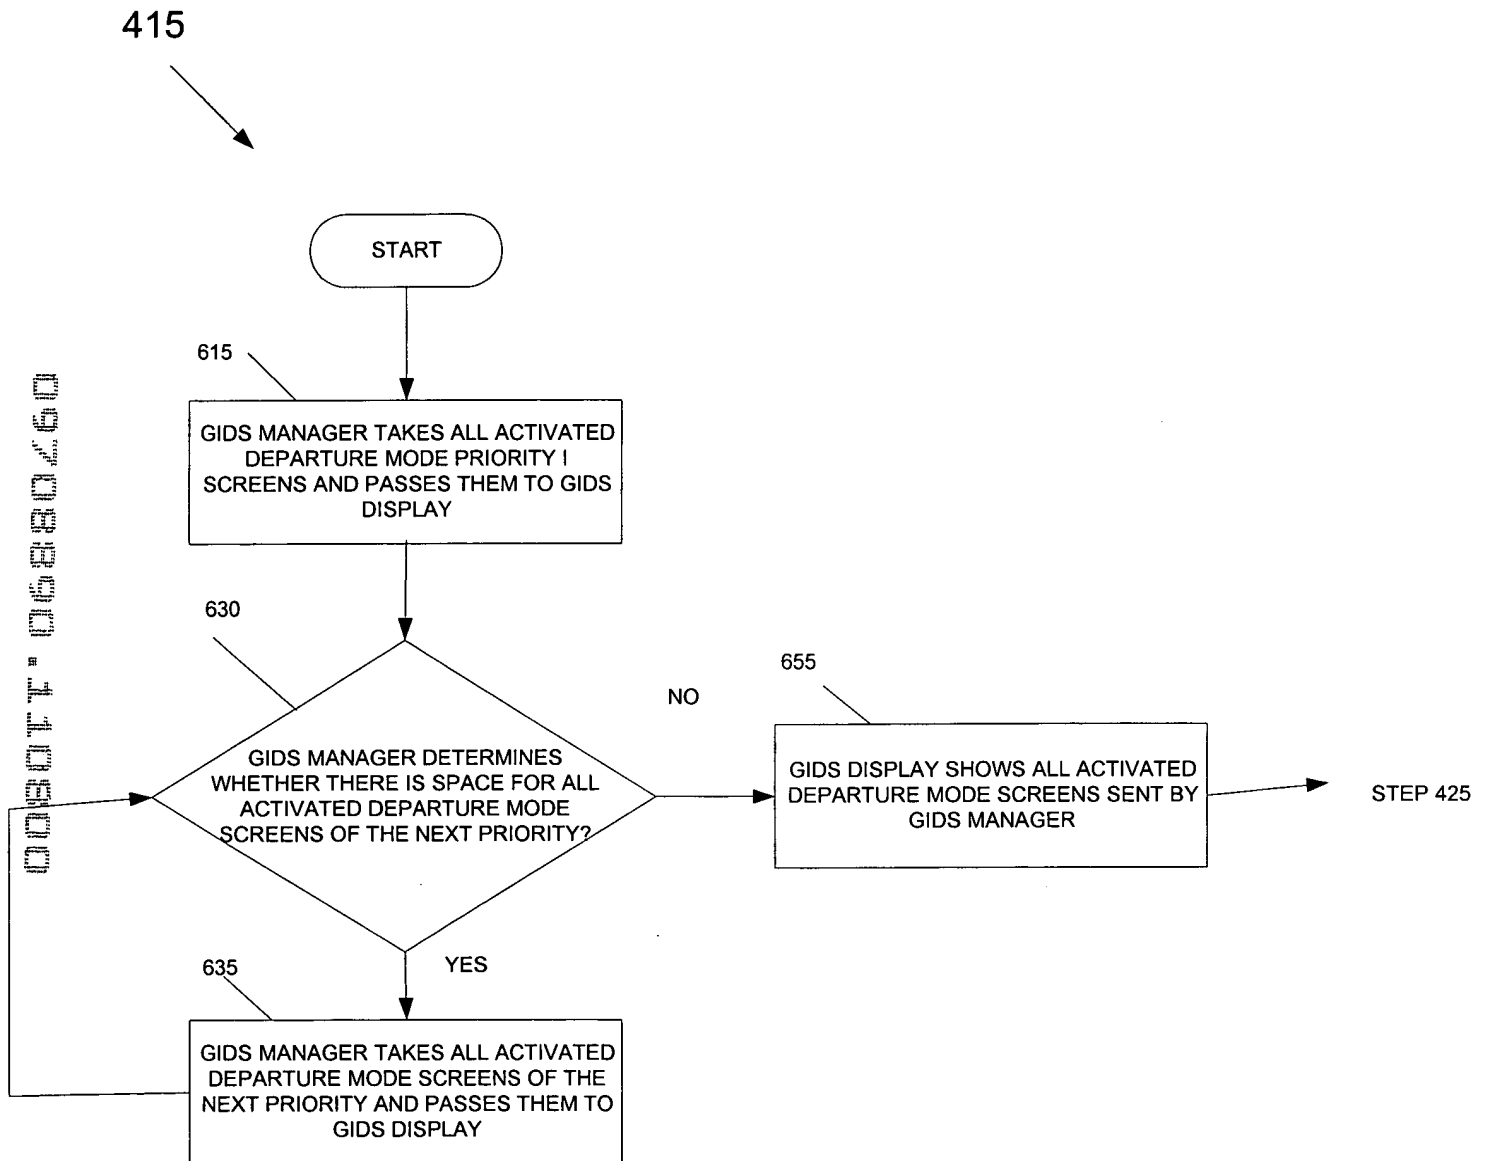 415
START
615
GIDS MANAGER TAKES ALL ACTIVATED
DEPARTURE MODE PRIORITY I
SCREENS AND PASSES THEM TO GIDS
DISPLAY
630
GIDS MANAGER DETERMINES
WHETHER THERE IS SPACE FOR ALL
ACTIVATED DEPARTURE MODE
SCREENS OF THE NEXT PRIORITY?
NO
655
GIDS DISPLAY SHOWS ALL ACTIVATED
DEPARTURE MODE SCREENS SENT BY
GIDS MANAGER
STEP 425
YES
635
GIDS MANAGER TAKES ALL ACTIVATED
DEPARTURE MODE SCREENS OF THE
NEXT PRIORITY AND PASSES THEM TO
GIDS DISPLAY
09708890.110800